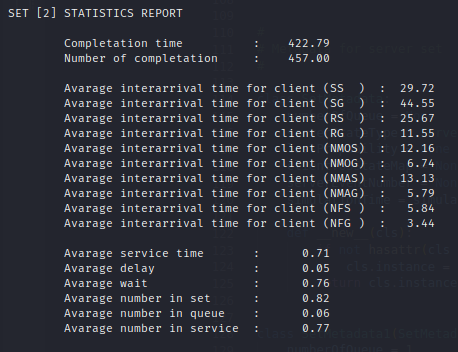 SET [2] STATISTICS REPORT
Completion time : 422.79
Number of completation : 457.00
Avarage interarrival time for client (SS ) : 29.72
Avarage interarrival time for client (SG ) : 44.55
Avarage interarrival time for client (RS ) : 25.67
Avarage interarrival time for client (RG ) : 11.55
Avarage interarrival time for client (NMOS) : 12.16
Avarage interarrival time for client (NMOG) : 6.74
Avarage interarrival time for client (NMAS) : 13.13
Avarage interarrival time for client (NMAG) : 5.79
Avarage interarrival time for client (NFS ) : 5.84
Avarage interarrival time for client (NFG ) : 3.44
Avarage service time : 0.71
Avarage delay : 0.05
Avarage wait : 0.76
Avarage number in set : 0.82
Avarage number in queue : 0.06
Avarage number in service : 0.77